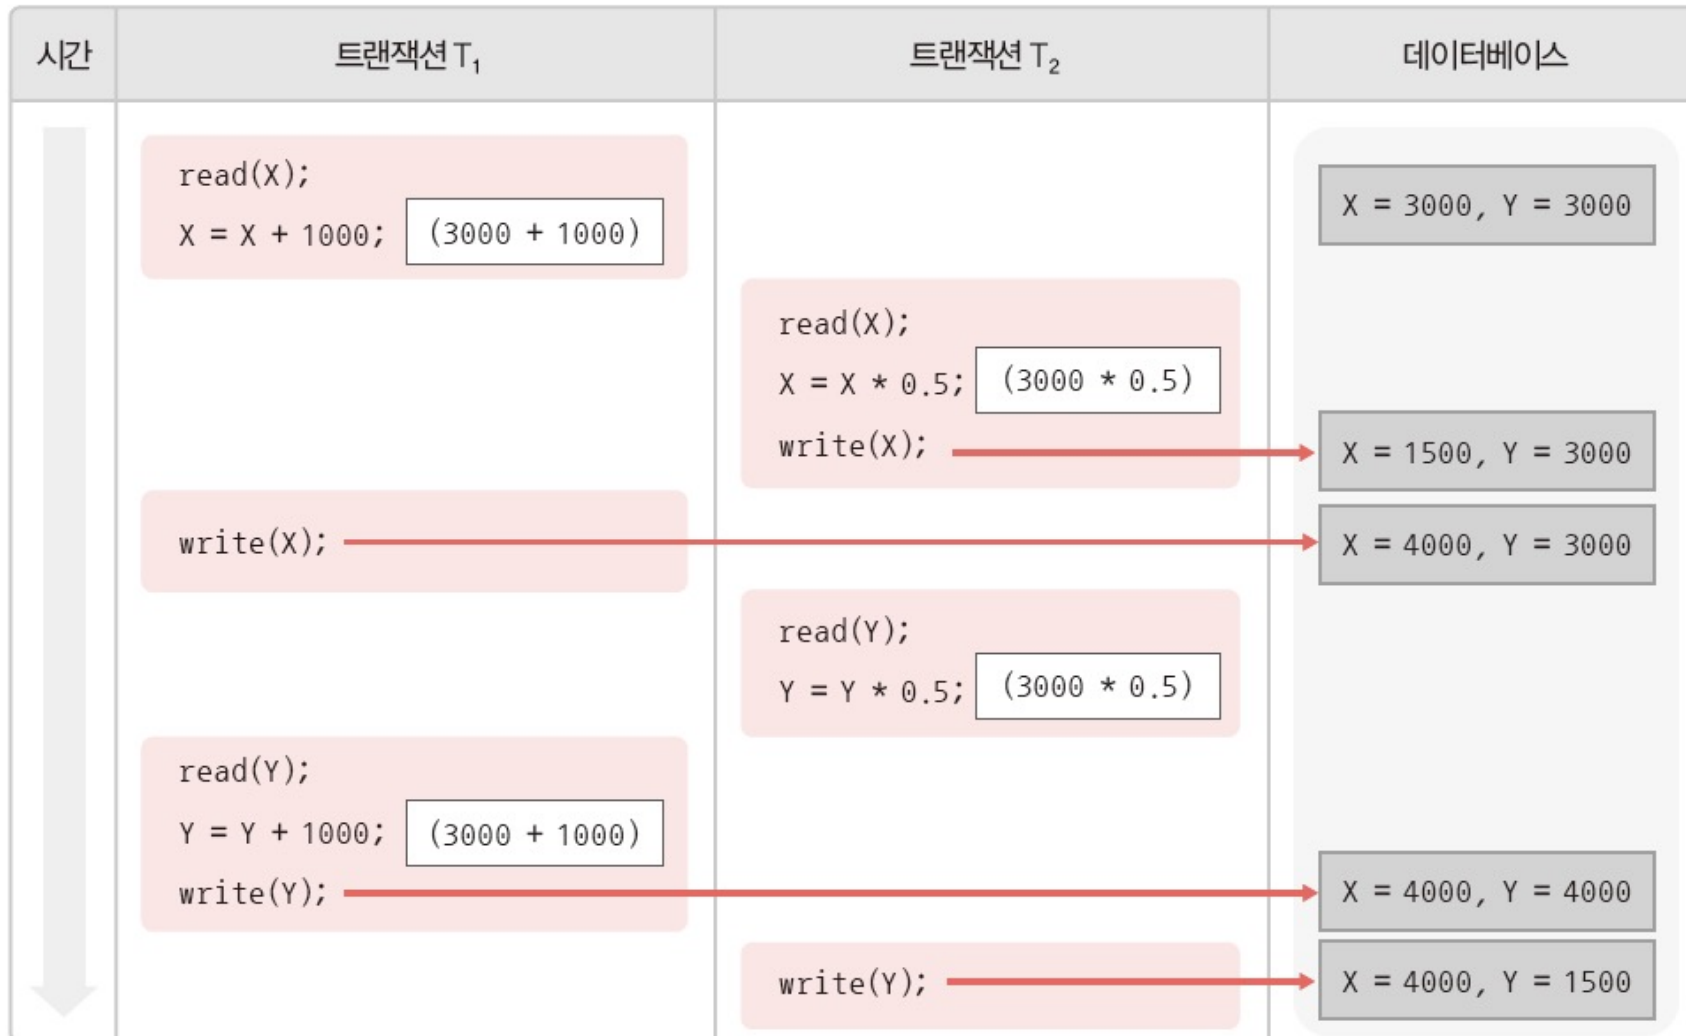 시간 트랜잭션 T₁ 트랜잭션 T₂ 데이터베이스
read(X);
X = 3000, Y = 3000
X = X + 1000; (3000 + 1000)
read(X);
X = X * 0.5; (3000 * 0.5)
write(X);
X = 1500, Y = 3000
write(X);
X = 4000, Y = 3000
read(Y);
Y = Y * 0.5; (3000 * 0.5)
read(Y);
Y = Y + 1000; (3000 + 1000)
write(Y);
X = 4000, Y = 4000
write(Y);
X = 4000, Y = 1500